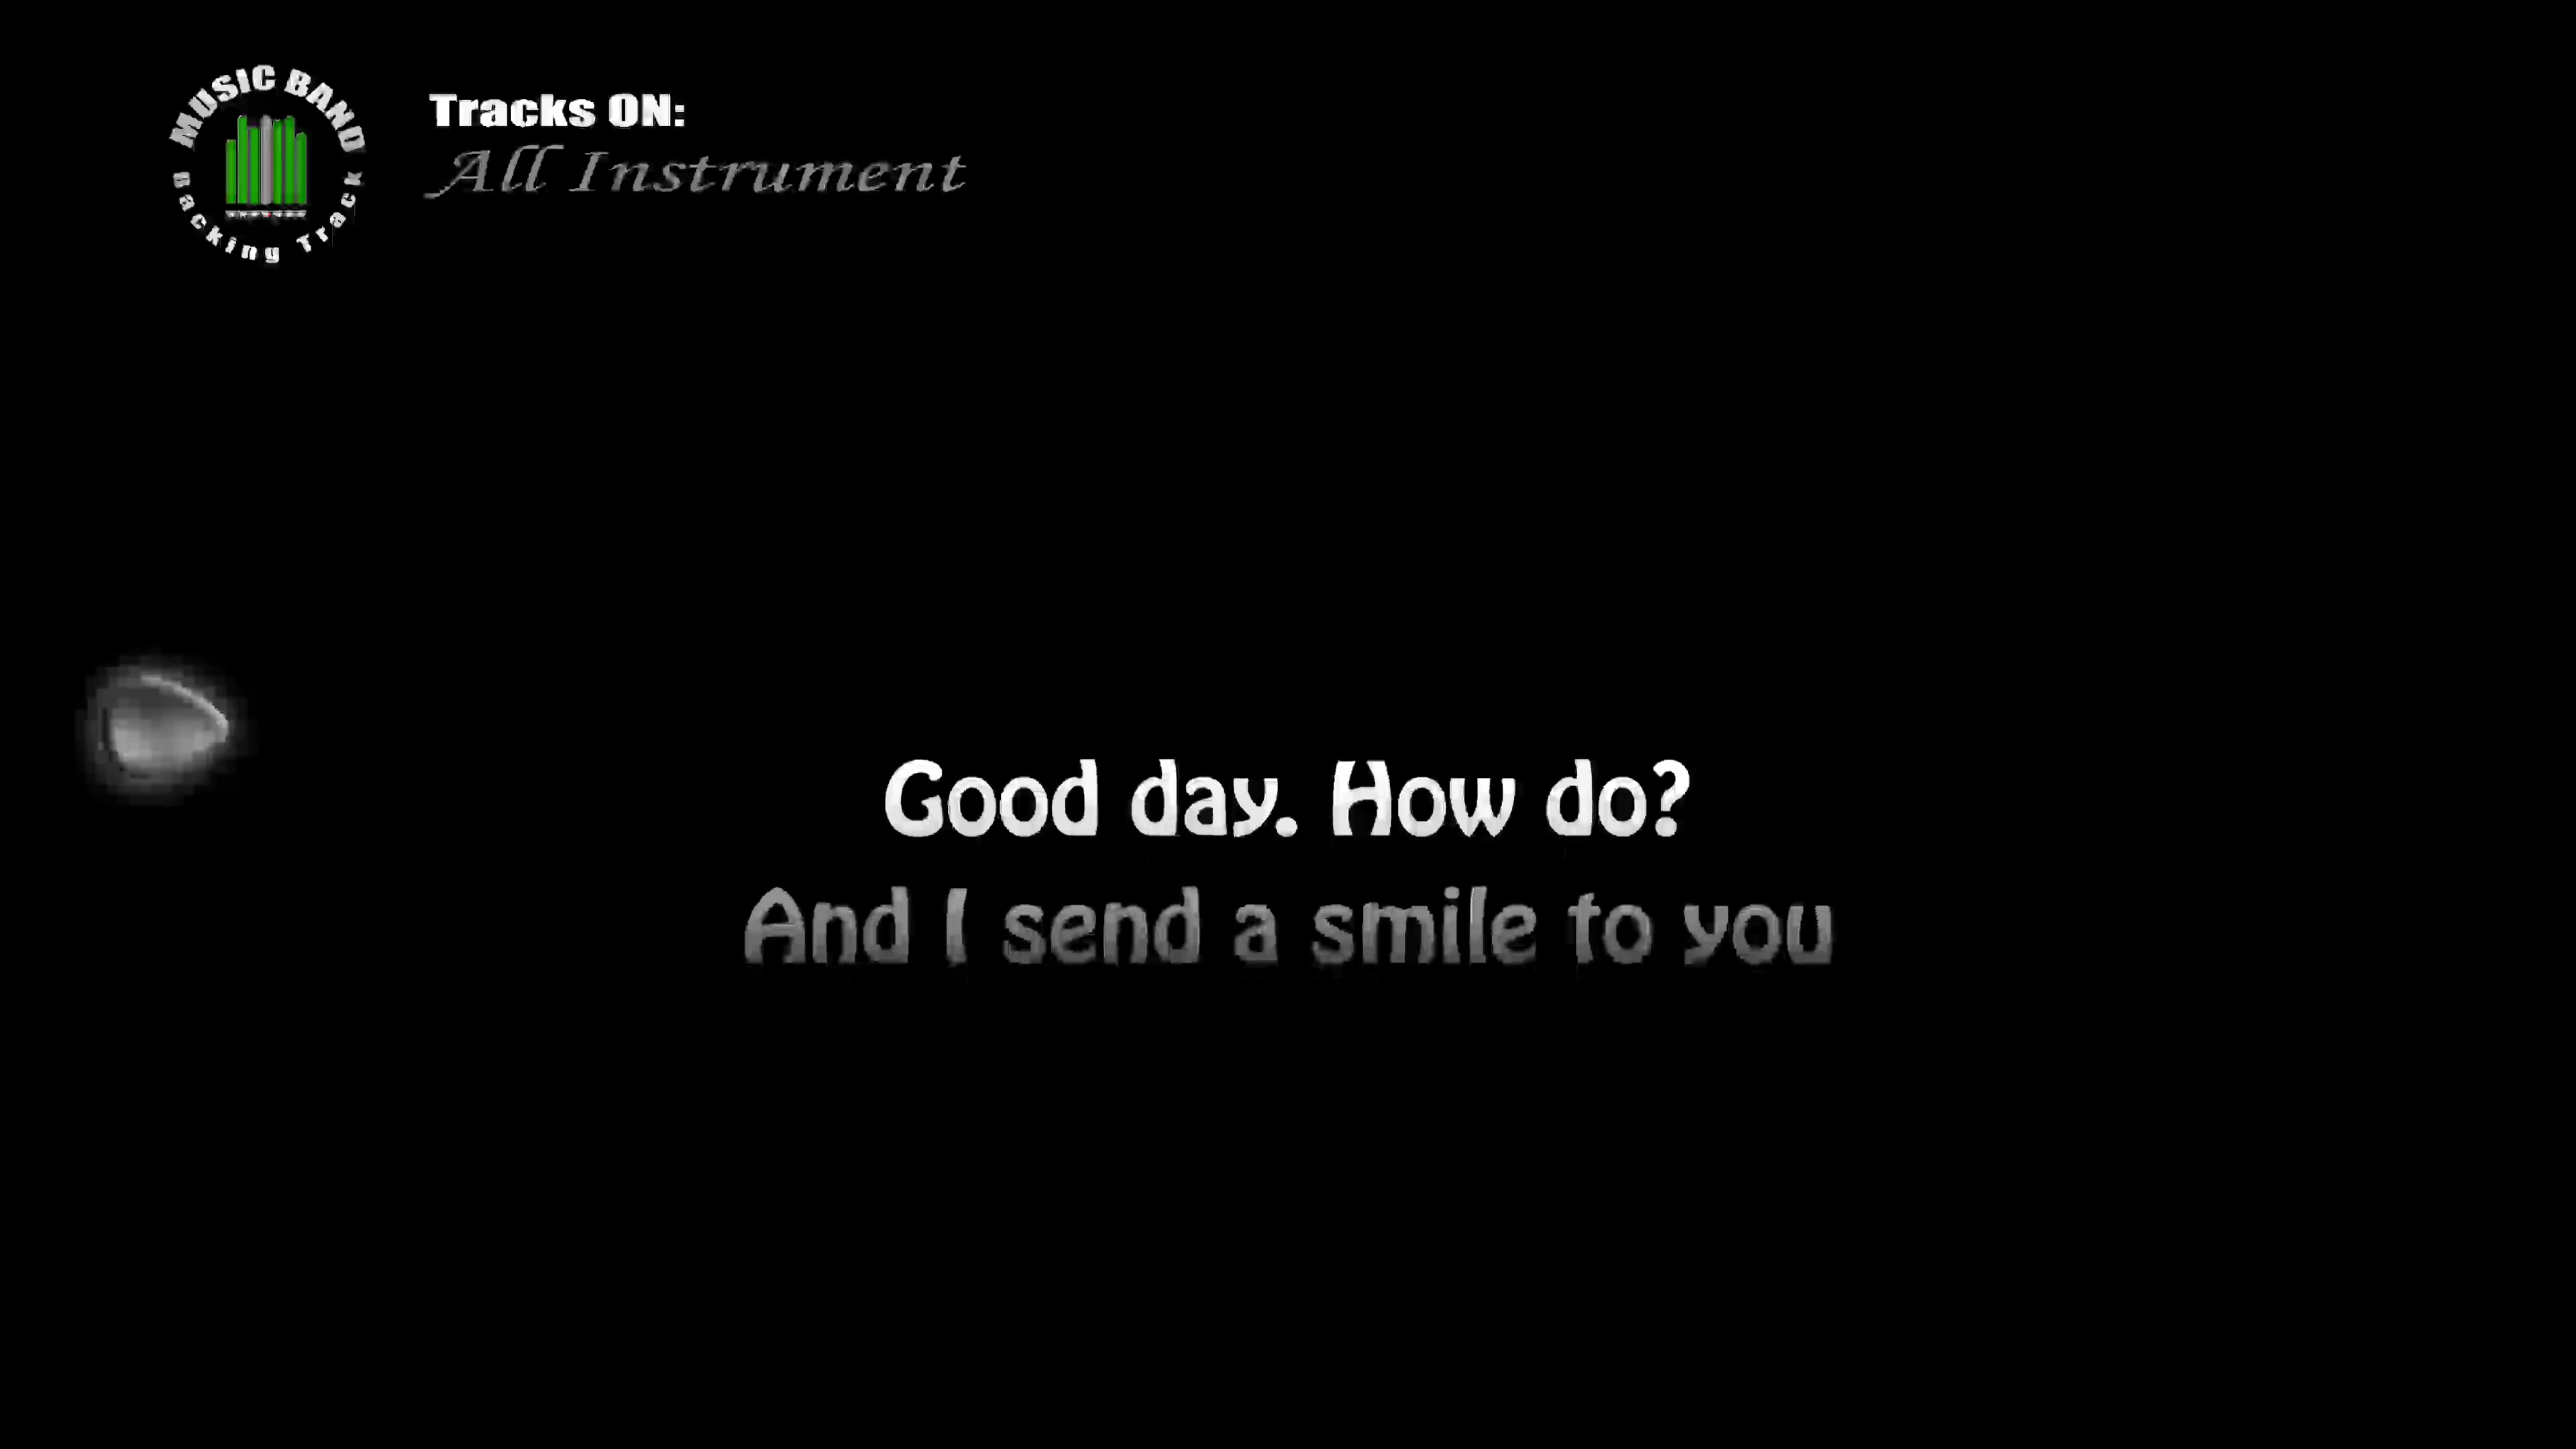 MUSIC BAND
Backing Track
Tracks ON:
All Instrument
Good day. How do?
And I send a smile to you